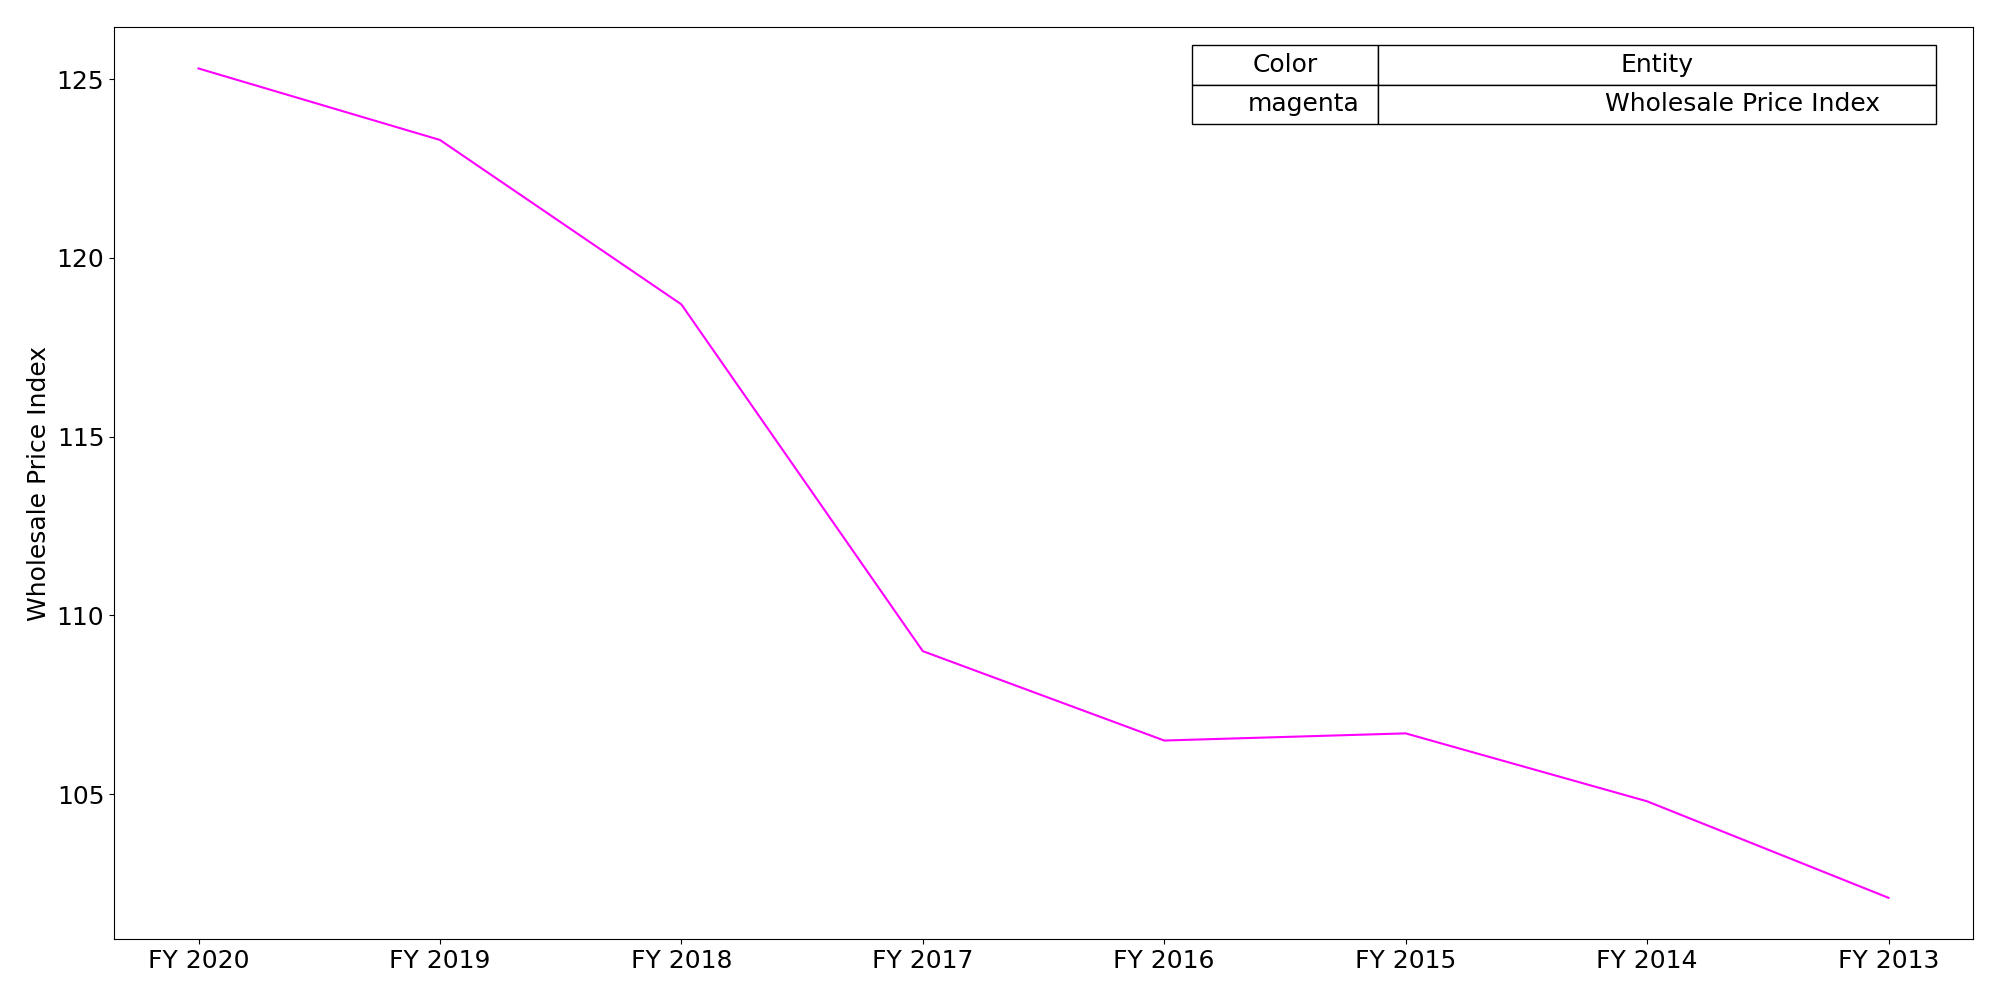 Color Entity
magenta Wholesale Price Index
125
120
115
110
105
Wholesale Price Index
FY 2020 FY 2019 FY 2018 FY 2017 FY 2016 FY 2015 FY 2014 FY 2013